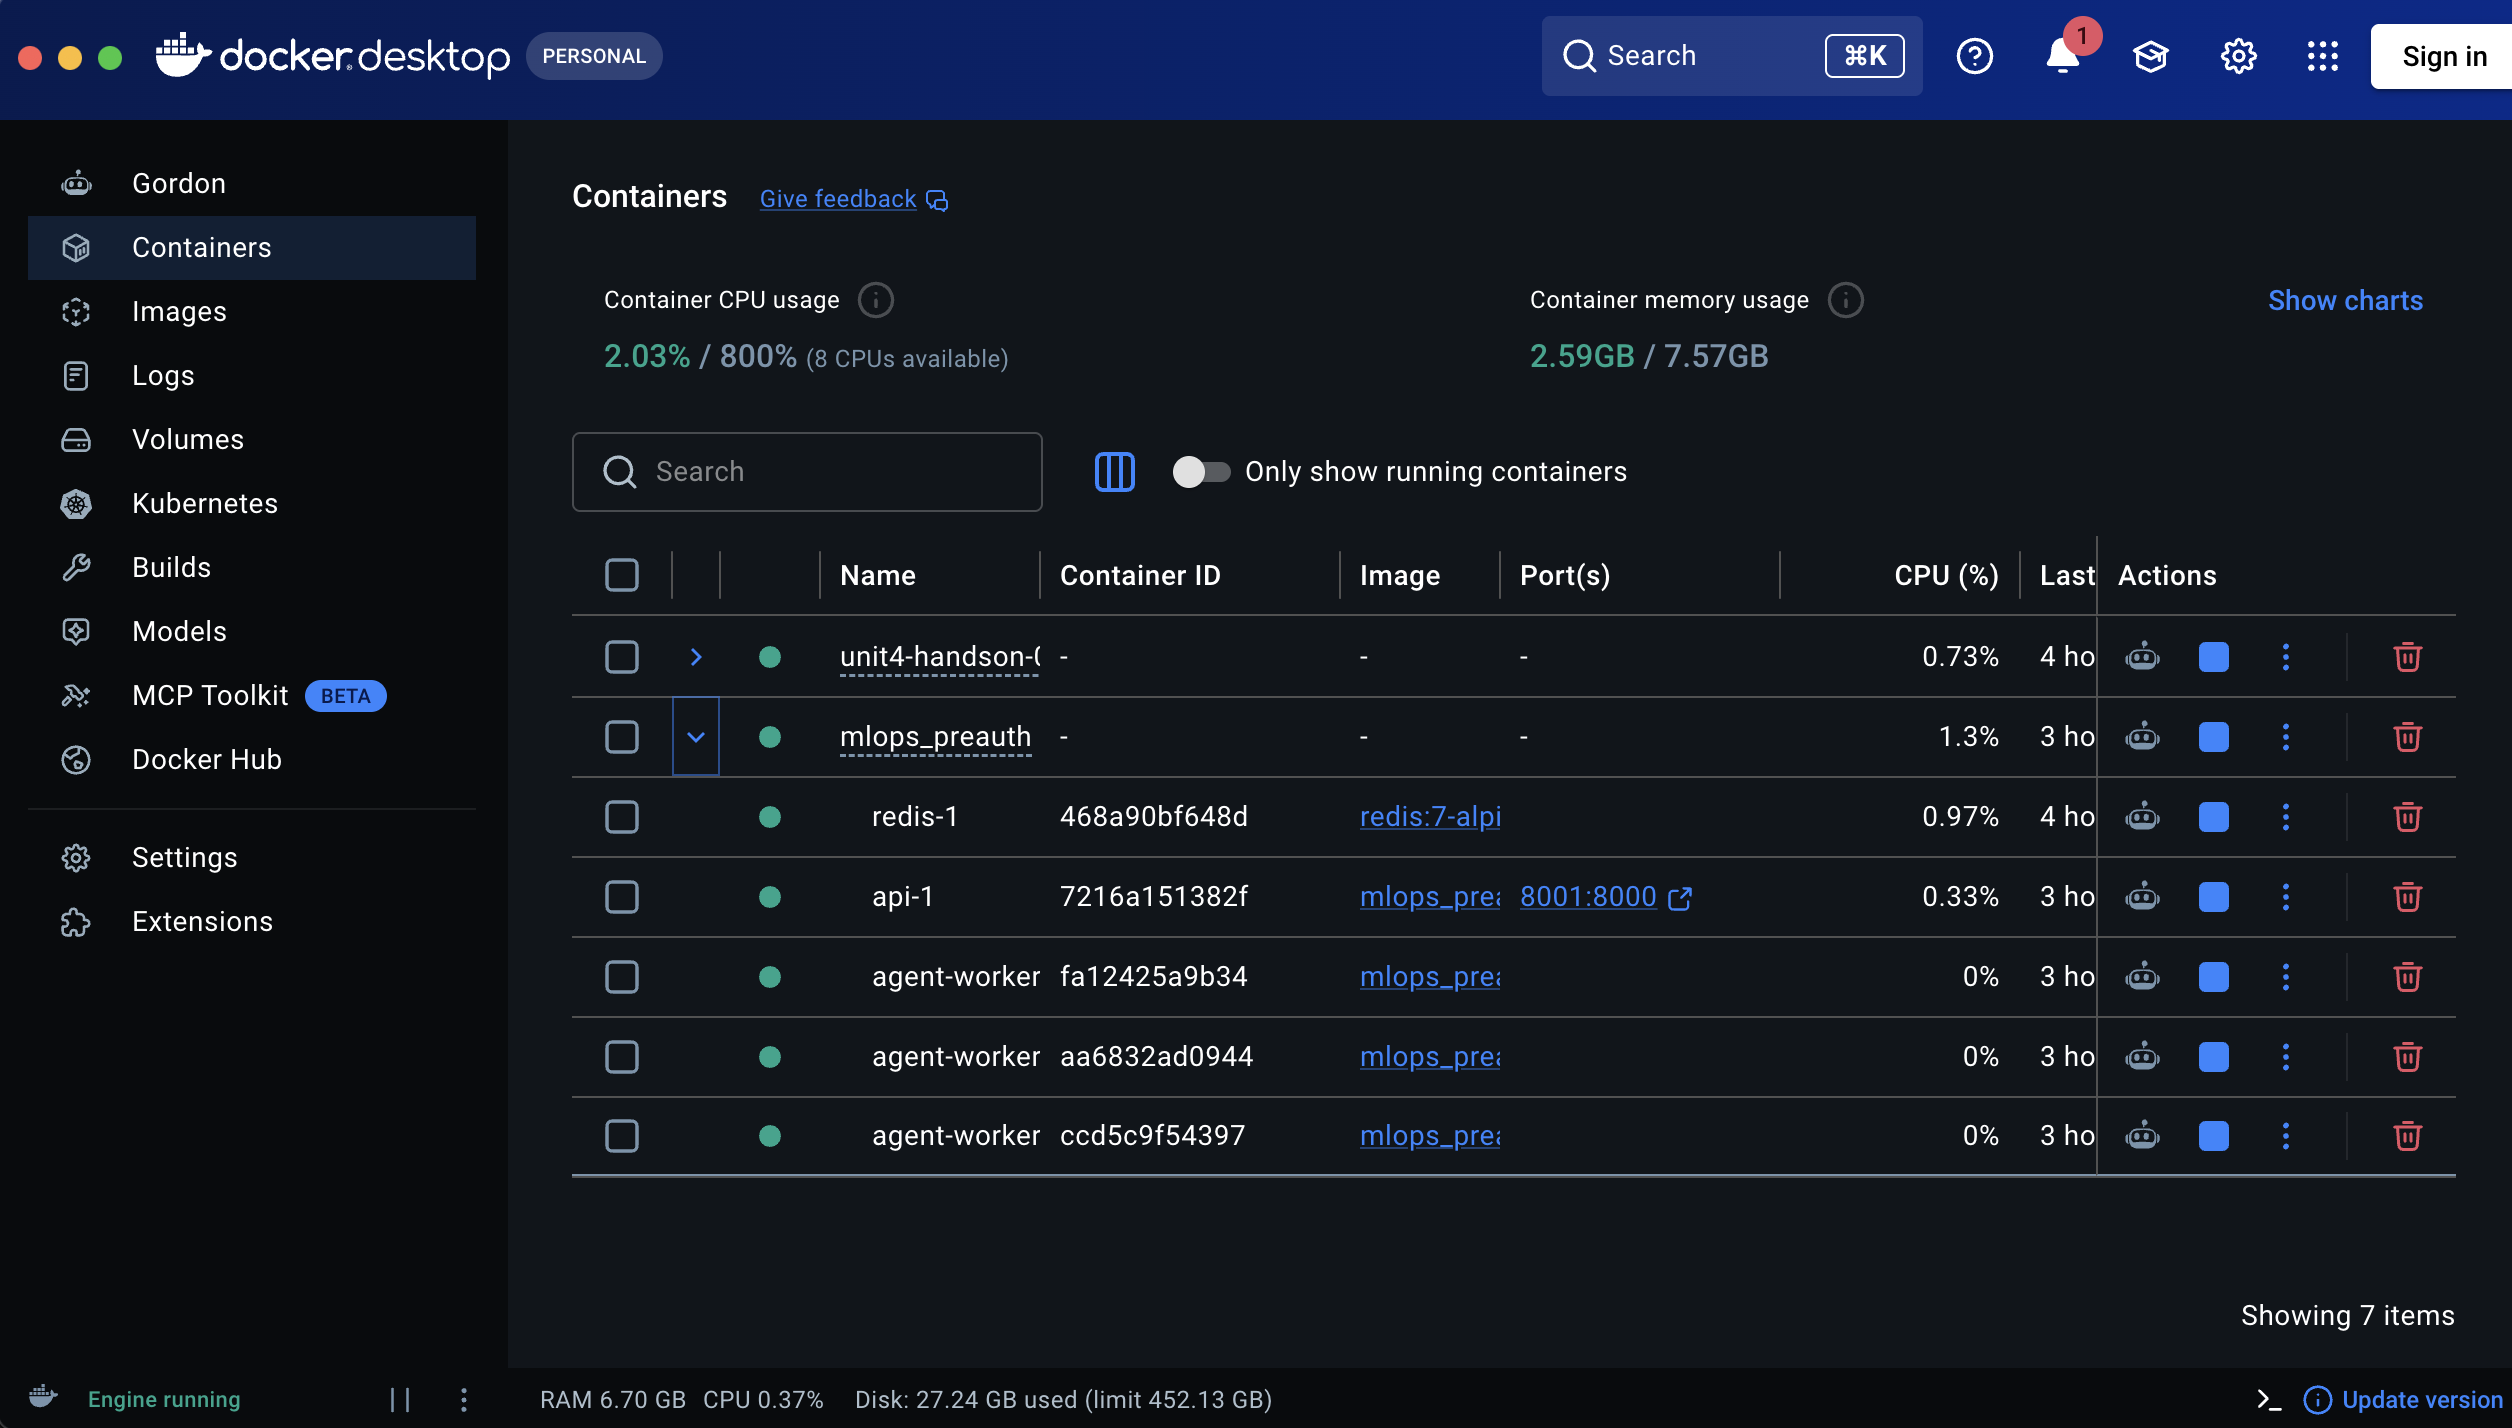 docker desktop PERSONAL
Search ⌘K
1
Sign in
Gordon
Containers
Images
Logs
Volumes
Kubernetes
Builds
Models
MCP Toolkit BETA
Docker Hub
Settings
Extensions
Containers Give feedback
Container CPU usage
2.03% / 800% (8 CPUs available)
Container memory usage
2.59GB / 7.57GB
Show charts
Search
Only show running containers
Name Container ID Image Port(s) CPU (%) Last Actions
unit4-handson- - - - 0.73% 4 ho
mlops_preauth - - - 1.3% 3 ho
redis-1 468a90bf648d redis:7-alpi 0.97% 4 ho
api-1 7216a151382f mlops_prea 8001:8000 0.33% 3 ho
agent-worker fa12425a9b34 mlops_prea 0% 3 ho
agent-worker aa6832ad0944 mlops_prea 0% 3 ho
agent-worker ccd5c9f54397 mlops_prea 0% 3 ho
Showing 7 items
Engine running
RAM 6.70 GB CPU 0.37% Disk: 27.24 GB used (limit 452.13 GB)
Update version